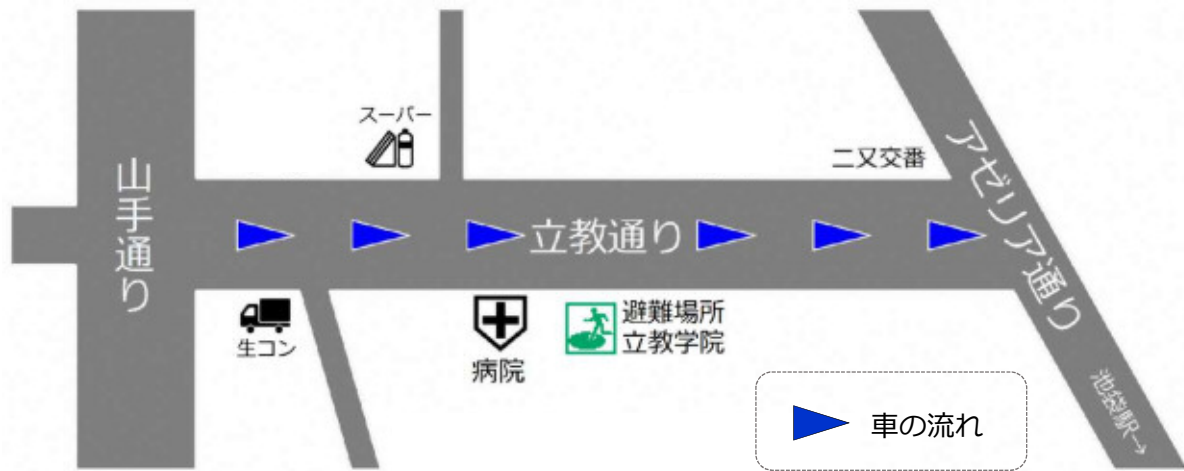 スーパー
二又交番
山手通り
立教通り
アゼリア通り
生コン
病院
避難場所
立教学院
池袋駅→
車の流れ